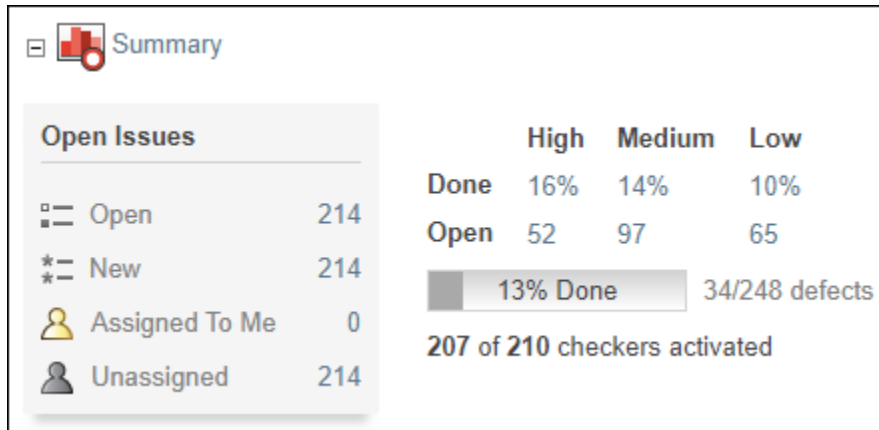 Summary
Open Issues
Open 214
New 214
Assigned To Me 0
Unassigned 214
High Medium Low
Done 16% 14% 10%
Open 52 97 65
13% Done 34/248 defects
207 of 210 checkers activated